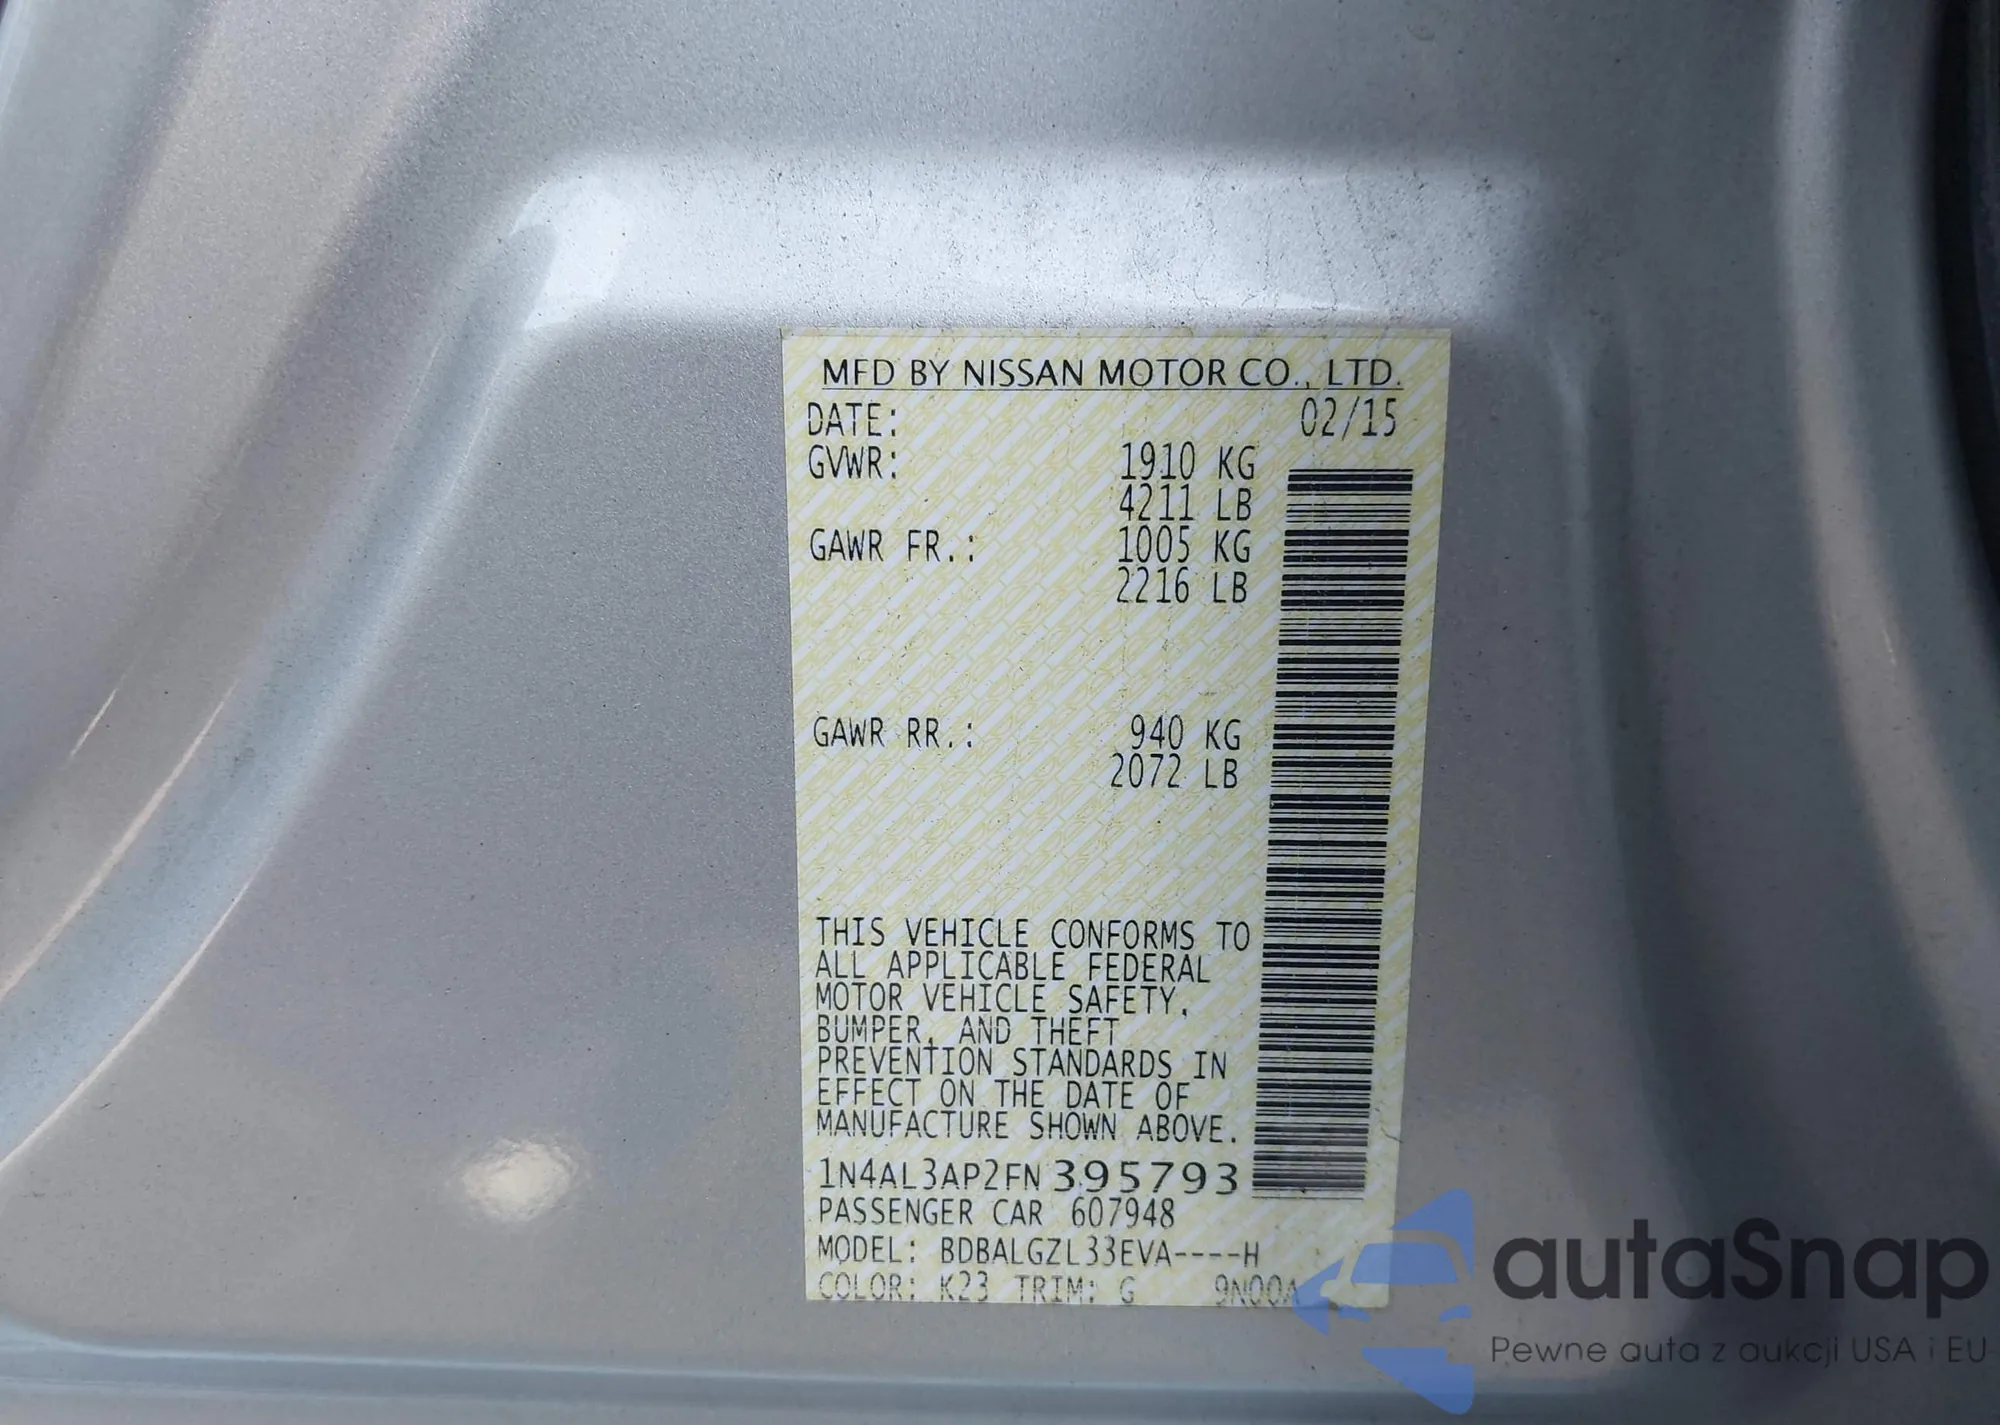 MFD BY NISSAN MOTOR CO., LTD.
DATE: 02/15
GVWR: 1910 KG
4211 LB
GAWR FR.: 1005 KG
2216 LB
GAWR RR.: 940 KG
2072 LB
THIS VEHICLE CONFORMS TO
ALL APPLICABLE FEDERAL
MOTOR VEHICLE SAFETY,
BUMPER, AND THEFT
PREVENTION STANDARDS IN
EFFECT ON THE DATE OF
MANUFACTURE SHOWN ABOVE.
1N4AL3AP2FN395793
PASSENGER CAR 607948
MODEL: BDBALGZL33EVA----H
COLOR: K23 TRIM: G 9N00A
autaSnap
Pewne auta z aukcji USA i EU